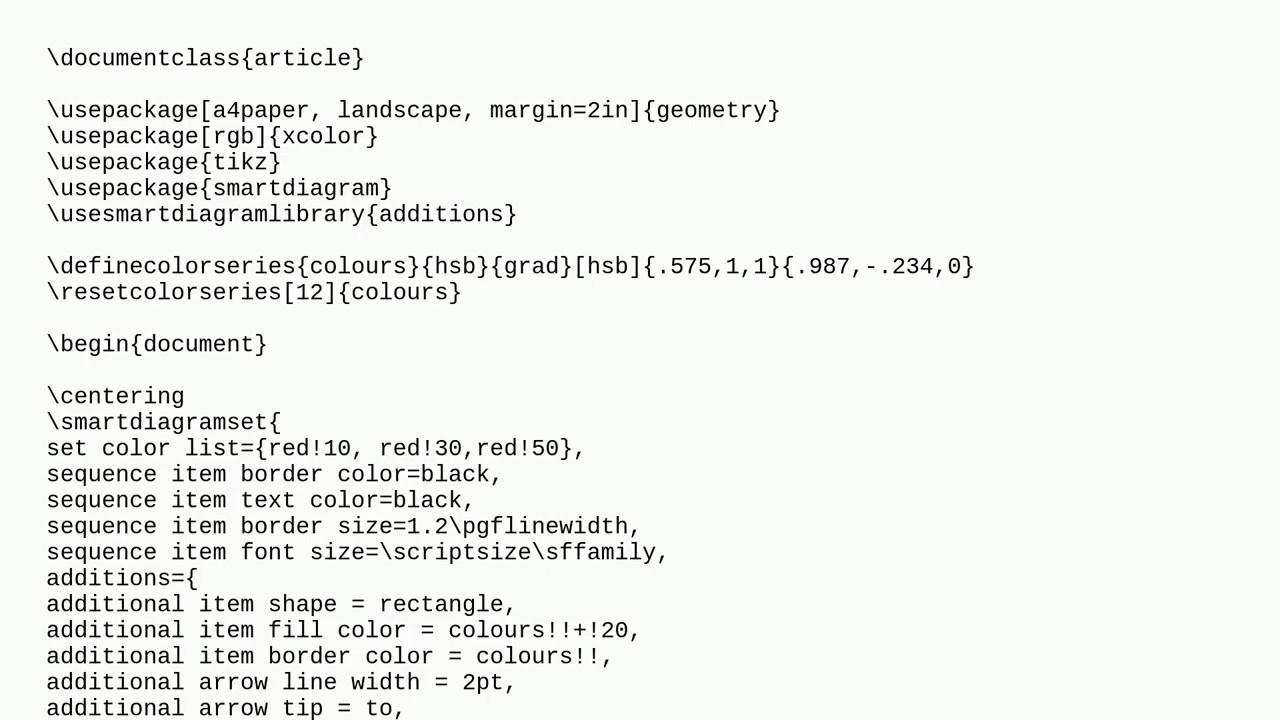 \documentclass{article}
\usepackage[a4paper, landscape, margin=2in]{geometry}
\usepackage[rgb]{xcolor}
\usepackage{tikz}
\usepackage{smartdiagram}
\usesmartdiagramlibrary{additions}
\definecolorseries{colours}{hsb}{grad}[hsb]{.575,1,1}{.987,-.234,0}
\resetcolorseries[12]{colours}
\begin{document}
\centering
\smartdiagramset{
set color list={red!10, red!30,red!50},
sequence item border color=black,
sequence item text color=black,
sequence item border size=1.2\pgflinewidth,
sequence item font size=\scriptsize\sffamily,
additions={
additional item shape = rectangle,
additional item fill color = colours!!+!20,
additional item border color = colours!!,
additional arrow line width = 2pt,
additional arrow tip = to,